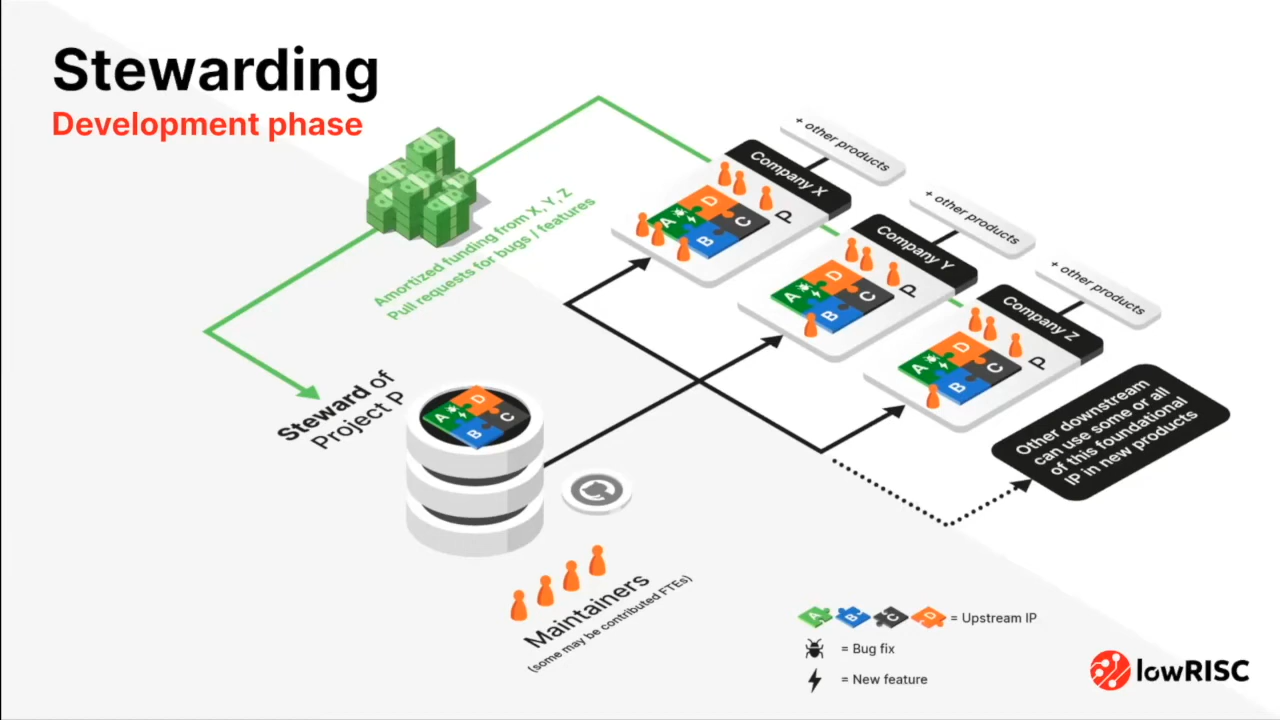 Stewarding
Development phase
Amortized funding from X, Y, Z
Pull requests for bugs / features
+ other products
Company X
A
D
B
C
P
+ other products
Company Y
A
D
B
C
P
+ other products
Company Z
A
D
B
C
P
Steward of
Project P
A
D
B
C
Other downstream
can use some or all
of this foundational
IP in new products
Maintainers
(some may be contributed FTEs)
A B C D = Upstream IP
= Bug fix
= New feature
lowRISC